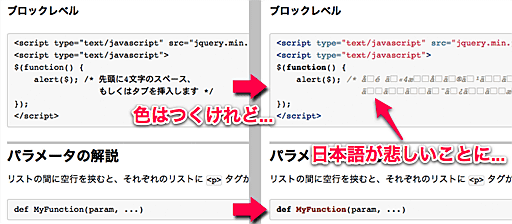 ブロックレベル
<script type="text/javascript" src="jquery.min.
<script type="text/javascript">
$(function() {
alert($); /* 先頭に4文字のスペース、
もしくはタブを挿入します */
});
</script>
色はつくけれど...
パラメータの解説
リストの間に空行を挟むと、それぞれのリストに <p> タグか
def MyFunction(param, ...)
ブロックレベル
<script type="text/javascript" src="jquery.min.
<script type="text/javascript">
$(function() {
alert($); /*
});
</script>
日本語が悲しいことに...
パラメータの解説
リストの間に空行を挟むと、それぞれのリストに <p> タグか
def MyFunction(param, ...)